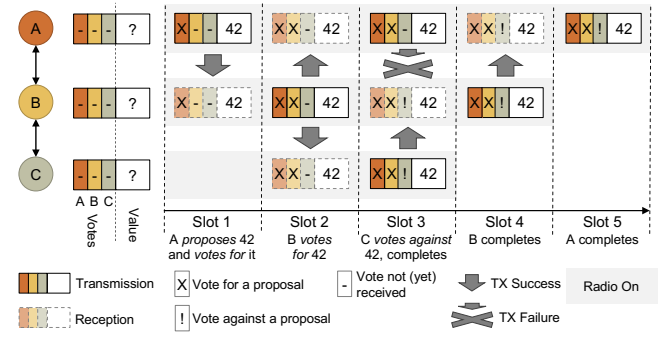 A - - - ? X - - 42 X X - 42 X X - 42 X X ! 42 X X ! 42
B - - - ? X - - 42 X X - 42 X X ! 42 X X ! 42
C - - - ? X X - 42 X X ! 42
A B C
Votes
Value
Slot 1 Slot 2 Slot 3 Slot 4 Slot 5
A proposes 42 B votes C votes against B completes A completes
and votes for it for 42 42, completes
Transmission X Vote for a proposal - Vote not (yet) TX Success Radio On
received
Reception ! Vote against a proposal TX Failure